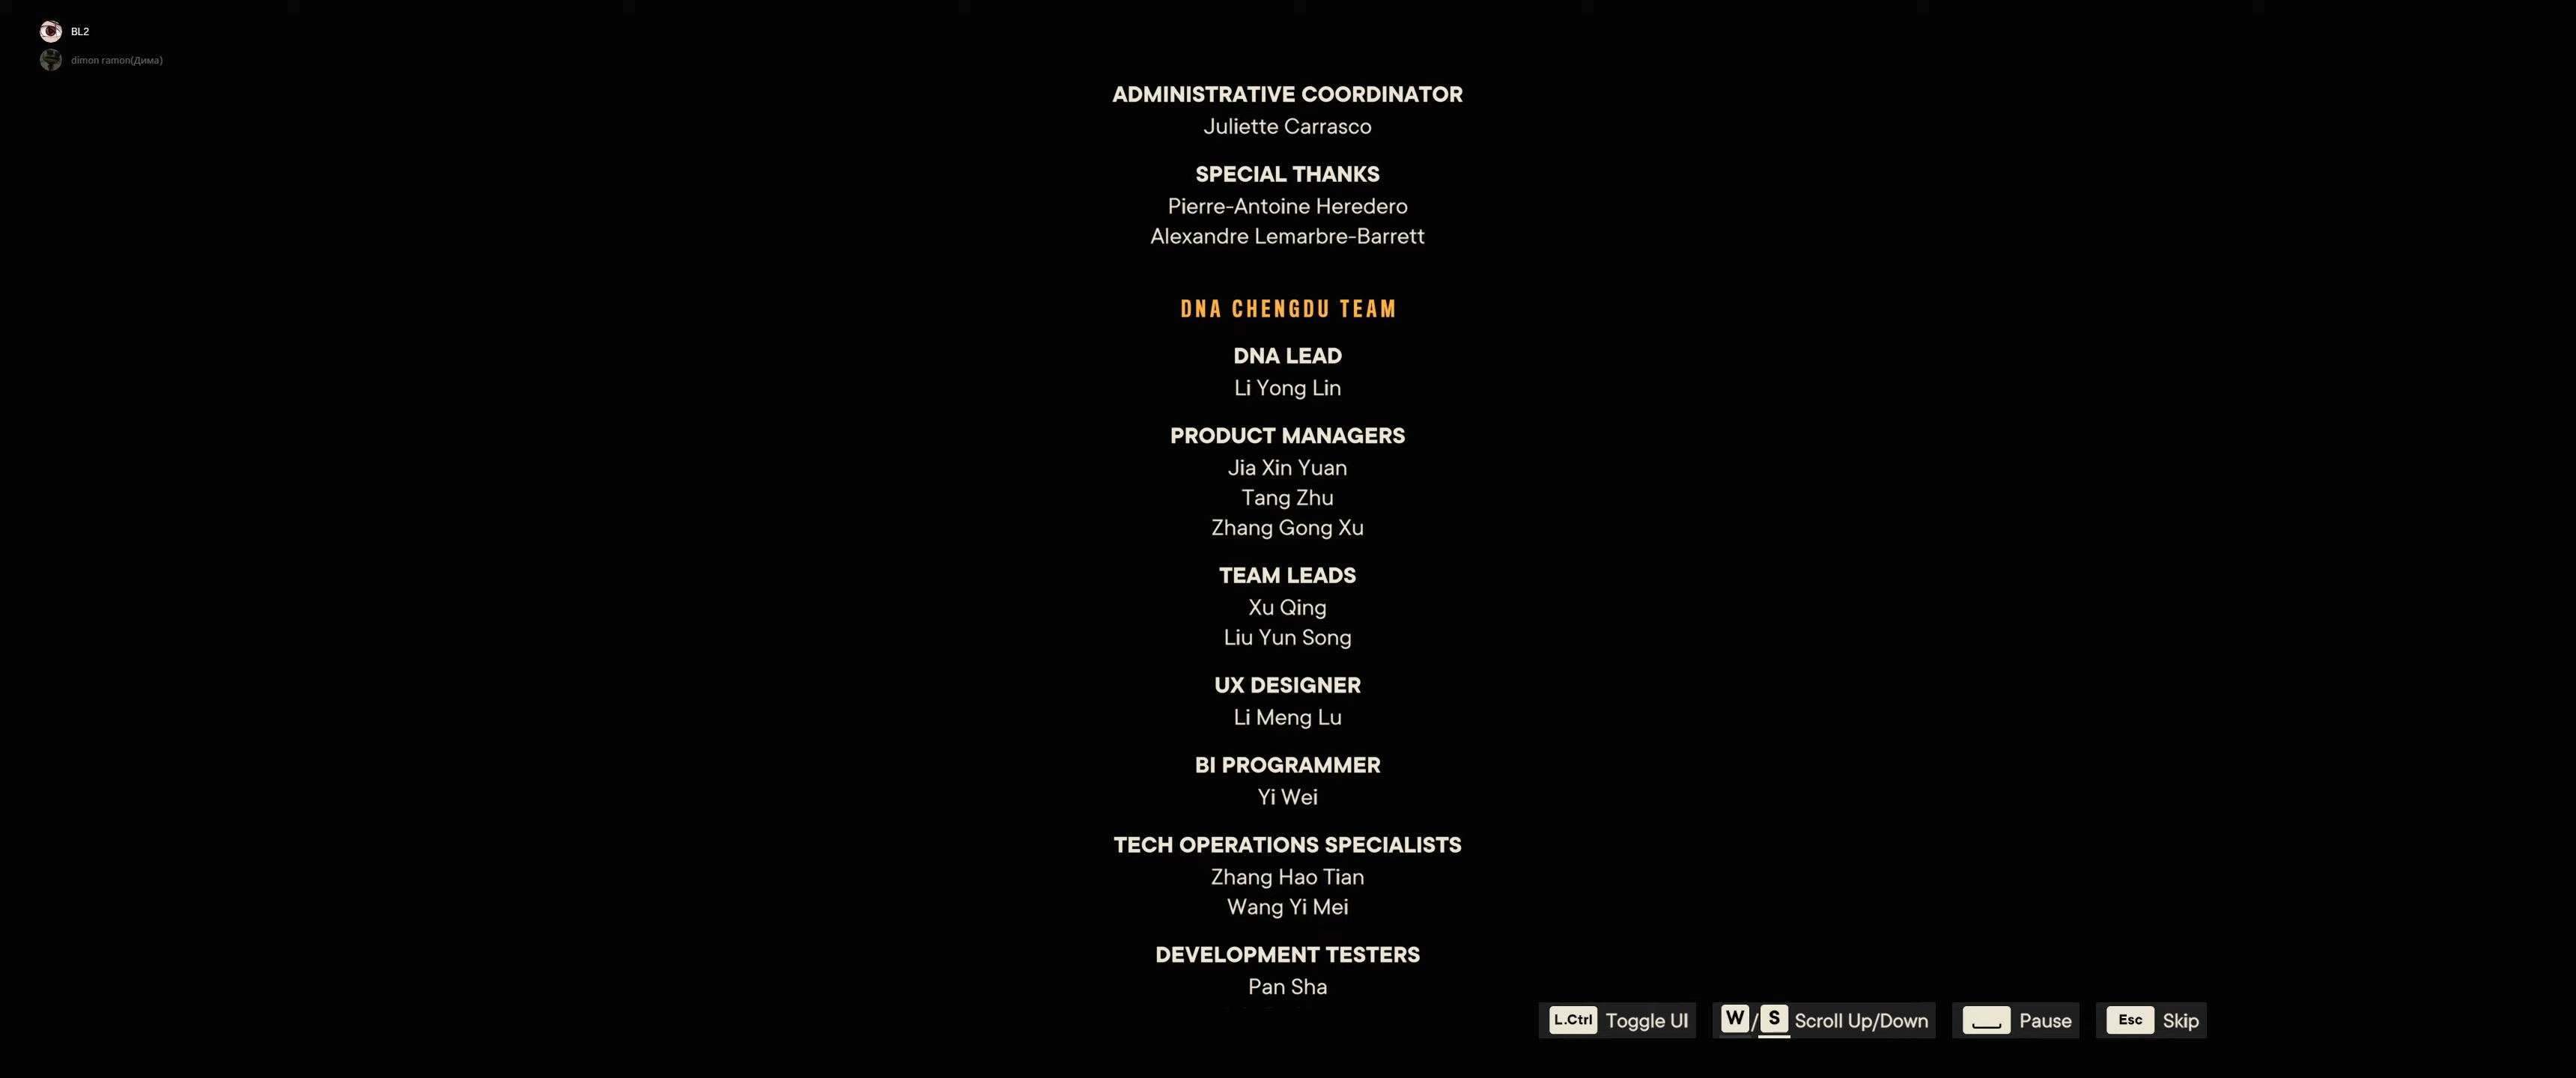 BL2
dimon ramon(Дима)
ADMINISTRATIVE COORDINATOR
Juliette Carrasco
SPECIAL THANKS
Pierre-Antoine Heredero
Alexandre Lemarbre-Barrett
DNA CHENGDU TEAM
DNA LEAD
Li Yong Lin
PRODUCT MANAGERS
Jia Xin Yuan
Tang Zhu
Zhang Gong Xu
TEAM LEADS
Xu Qing
Liu Yun Song
UX DESIGNER
Li Meng Lu
BI PROGRAMMER
Yi Wei
TECH OPERATIONS SPECIALISTS
Zhang Hao Tian
Wang Yi Mei
DEVELOPMENT TESTERS
Pan Sha
L.Ctrl Toggle UI W/S Scroll Up/Down Pause Esc Skip